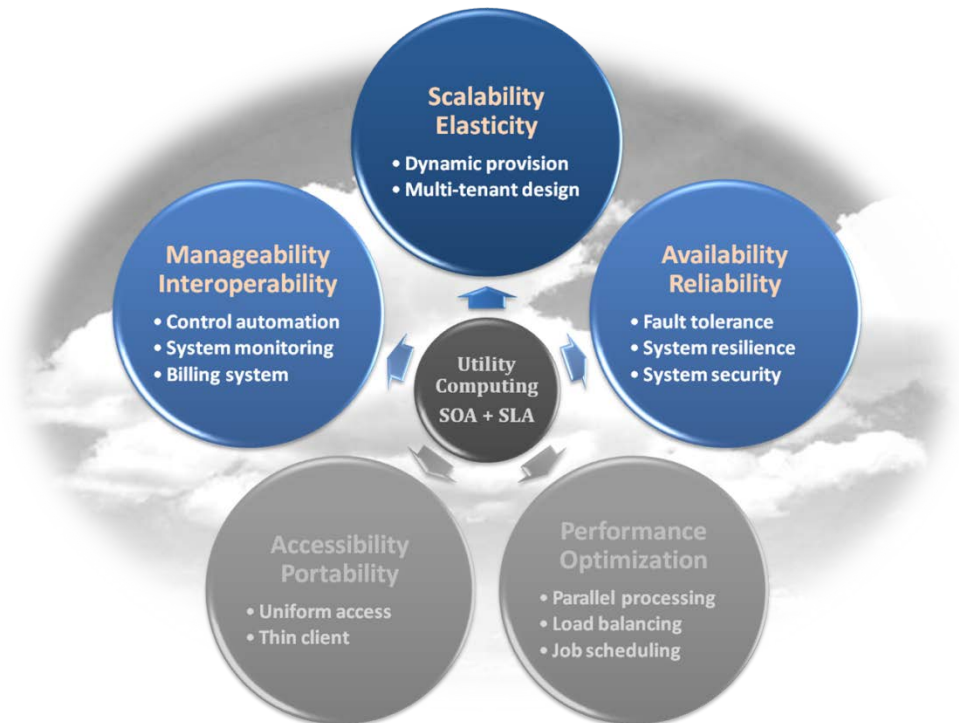 Scalability
Elasticity
• Dynamic provision
• Multi-tenant design
Manageability
Interoperability
• Control automation
• System monitoring
• Billing system
Availability
Reliability
• Fault tolerance
• System resilience
• System security
Utility
Computing
SOA + SLA
Accessibility
Portability
• Uniform access
• Thin client
Performance
Optimization
• Parallel processing
• Load balancing
• Job scheduling